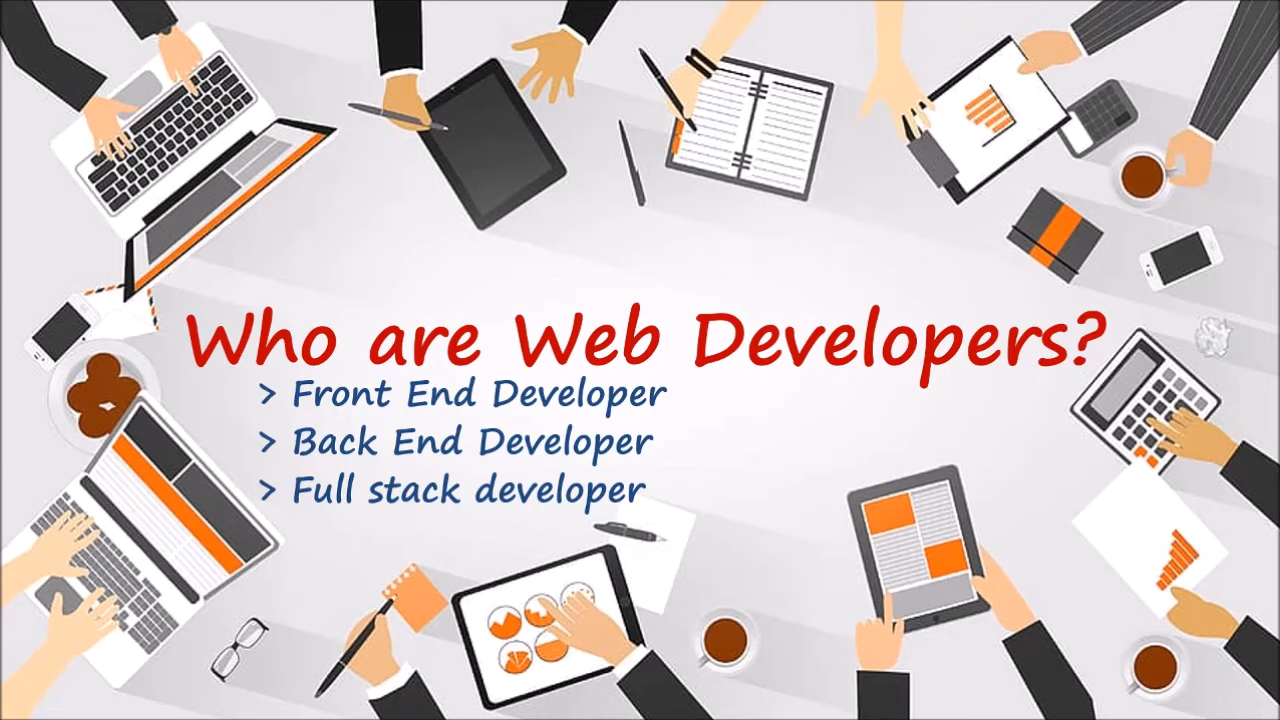 Who are Web Developers?
> Front End Developer
> Back End Developer
> Full stack developer